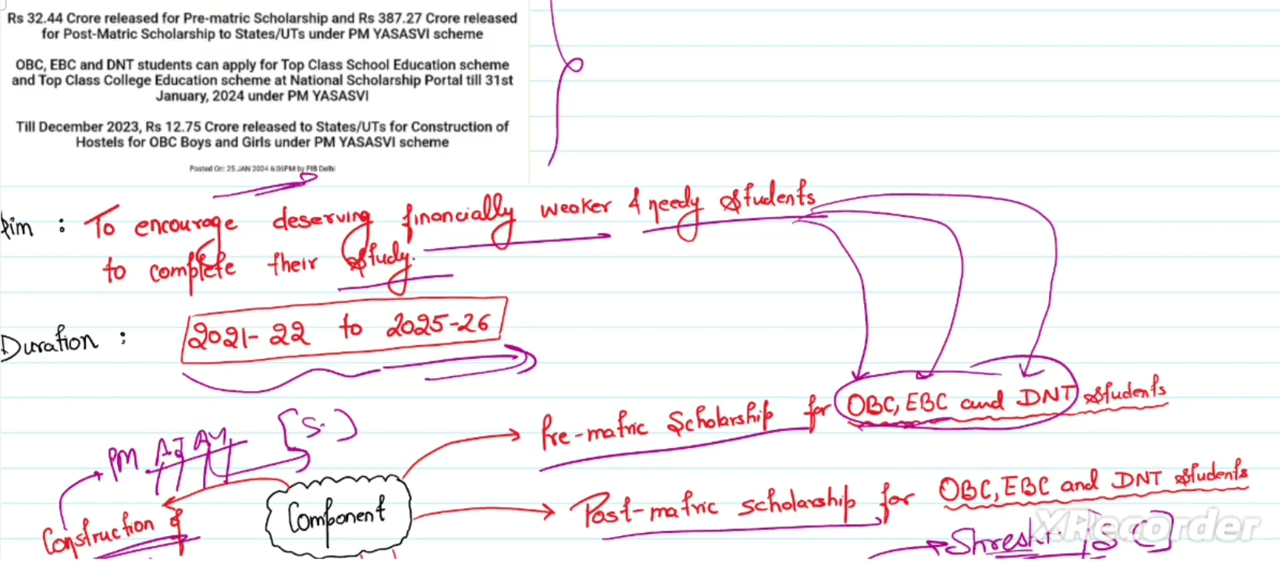 Rs 32.44 Crore released for Pre-matric Scholarship and Rs 387.27 Crore released
for Post-Matric Scholarship to States/UTs under PM YASASVI scheme
OBC, EBC and DNT students can apply for Top Class School Education scheme
and Top Class College Education scheme at National Scholarship Portal till 31st
January, 2024 under PM YASASVI
Till December 2023, Rs 12.75 Crore released to States/UTs for Construction of
Hostels for OBC Boys and Girls under PM YASASVI scheme
Posted On: 25 JAN 2024 6:05PM by PIB Delhi
: To encourage deserving financially weaker & needy students
to complete their study.
Duration : 2021-22 to 2025-26
Pre-matric Scholarship for OBC, EBC and DNT students
PM AJAY
Component
Post-matric scholarship for OBC, EBC and DNT students
Construction of
XRecorder